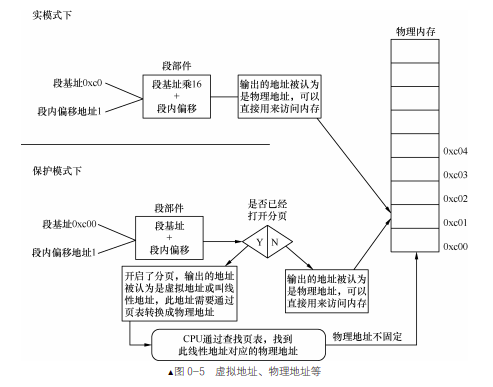 实模式下
物理内存
段部件
段基址0xc0
段内偏移地址1
段基址乘16
+
段内偏移
输出的地址被认为
是物理地址，可以
直接用来访问内存
0xc04
0xc03
0xc02
0xc01
0xc00
保护模式下
是否已经
打开分页
段部件
段基址0xc00
段内偏移地址1
段基址
+
段内偏移
Y N
开启了分页，输出的地址
被认为是虚拟地址或叫线
性地址，此地址需要通过
页表转换成物理地址
输出的地址被认为
是物理地址，可以
直接用来访问内存
CPU通过查找页表，找到
此线性地址对应的物理地址
物理地址不固定
▲图 0-5 虚拟地址、物理地址等